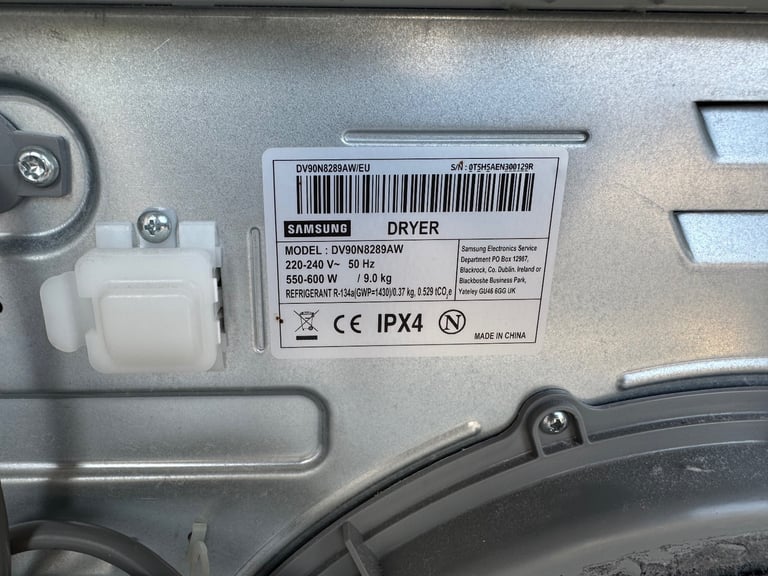 DV90N8289AW/EU S/N : 0T5H5AEN300129R
SAMSUNG DRYER
MODEL : DV90N8289AW
220-240 V~ 50 Hz
550-600 W / 9.0 kg
REFRIGERANT R-134a(GWP=1430)/0.37 kg, 0.529 tCO₂e
Samsung Electronics Service
Department PO Box 12987,
Blackrock, Co. Dublin. Ireland or
Blackbushe Business Park,
Yateley GU46 6GG UK
CE IPX4 N
MADE IN CHINA